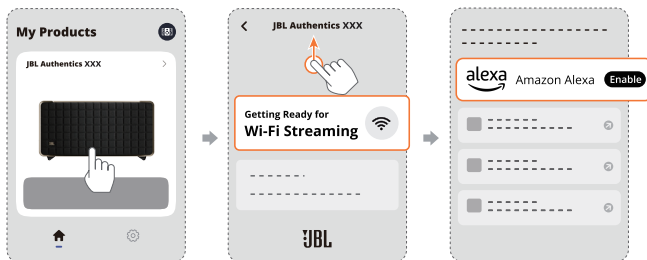 My Products
JBL
JBL Authentics XXX
JBL Authentics XXX
Getting Ready for
Wi-Fi Streaming
JBL
alexa
Amazon Alexa
Enable